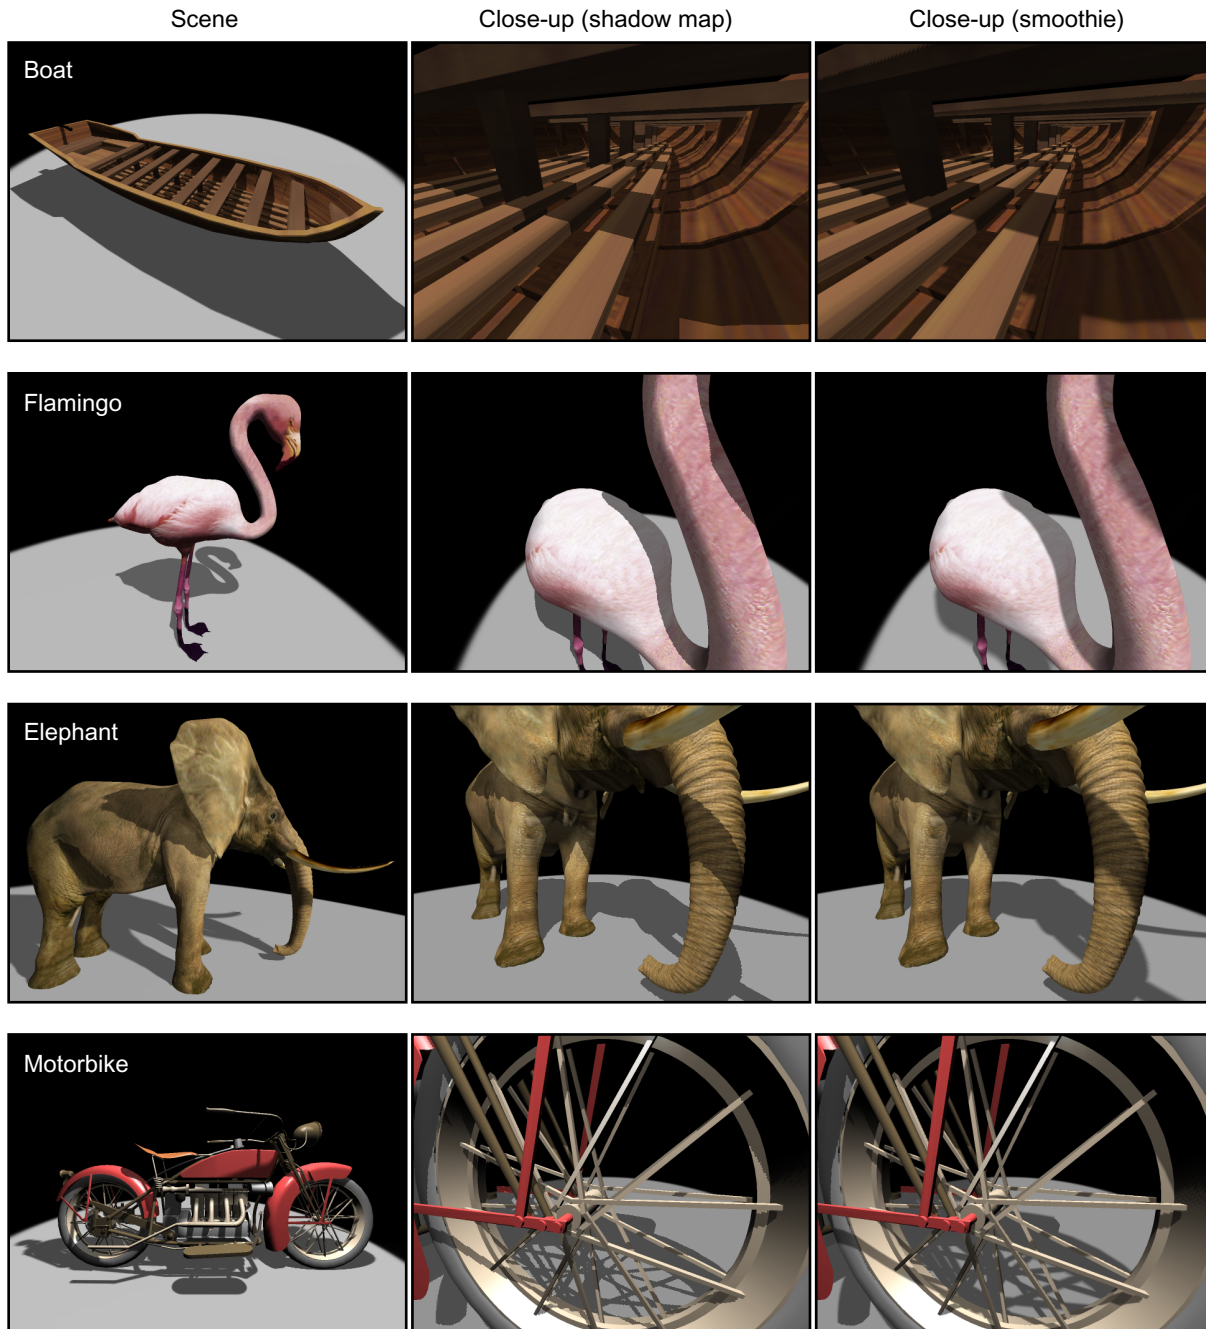 Scene
Close-up (shadow map)
Close-up (smoothie)
Boat
Flamingo
Elephant
Motorbike